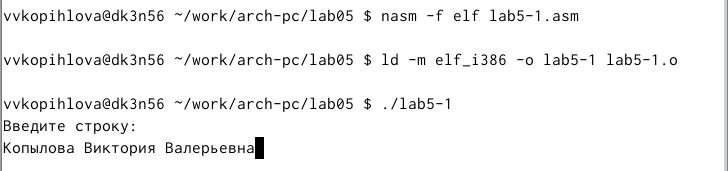 vvkopihlova@dk3n56 ~/work/arch-pc/lab05 $ nasm -f elf lab5-1.asm
vvkopihlova@dk3n56 ~/work/arch-pc/lab05 $ ld -m elf_i386 -o lab5-1 lab5-1.o
vvkopihlova@dk3n56 ~/work/arch-pc/lab05 $ ./lab5-1
Введите строку:
Копылова Виктория Валерьевна